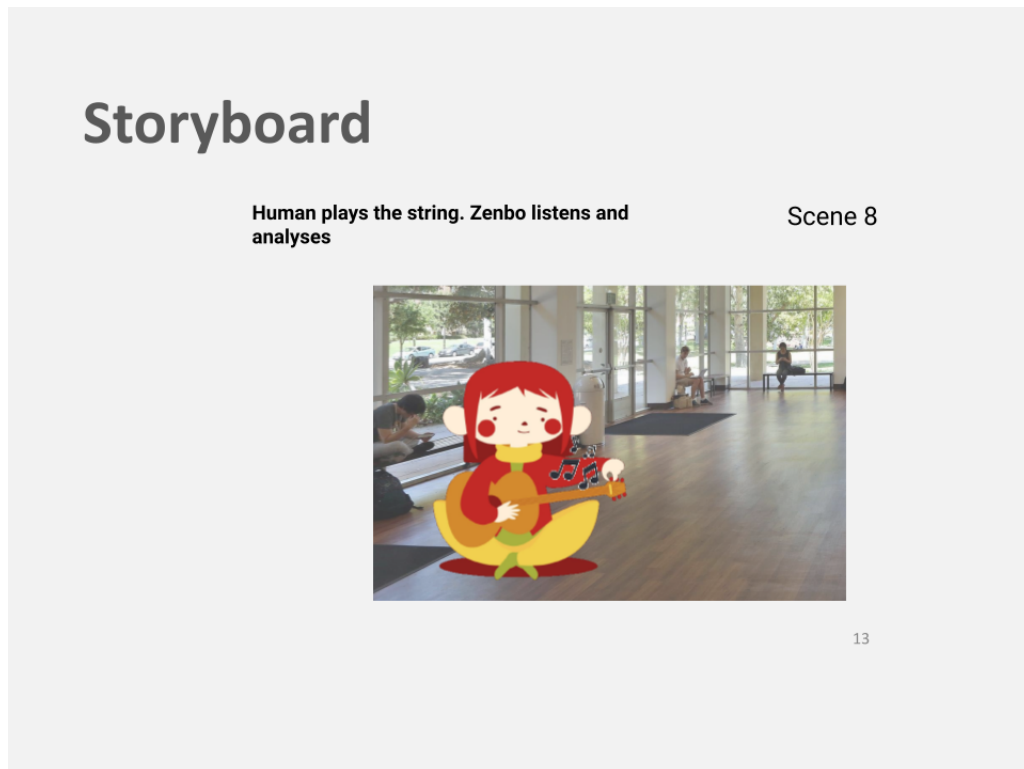 Storyboard
Human plays the string. Zenbo listens and
analyses
Scene 8
13